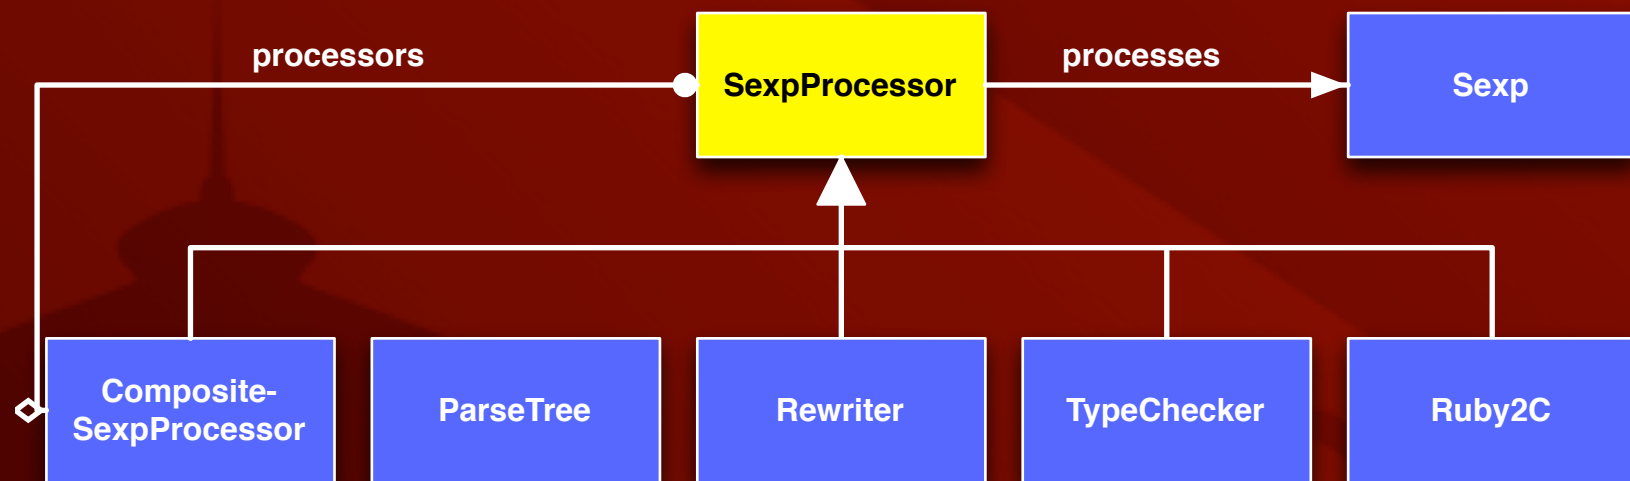 processors
SexpProcessor
processes
Sexp
Composite-
SexpProcessor
ParseTree
Rewriter
TypeChecker
Ruby2C